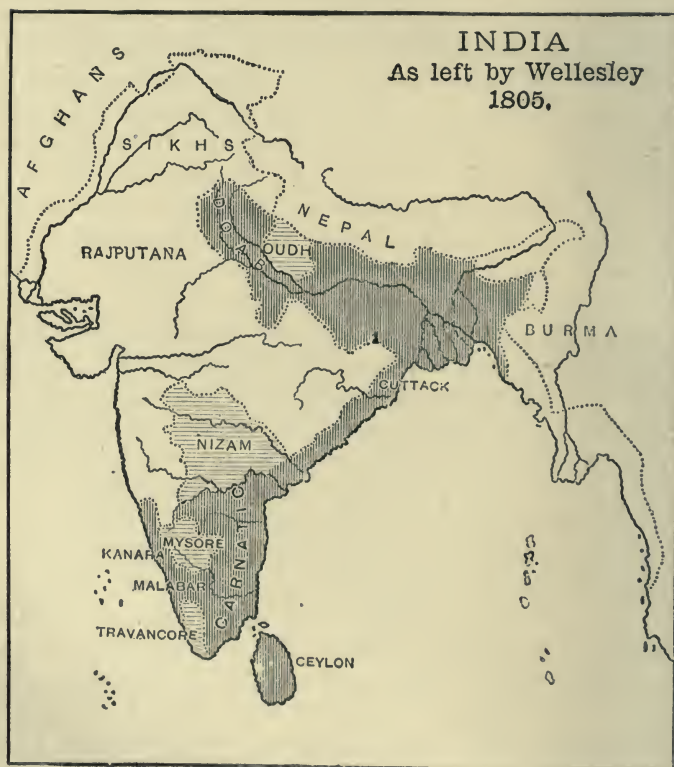 INDIA
As left by Wellesley
1805.
AFGHANS
SIKHS
NEPAL
DOAB
OUDH
RAJPUTANA
BURMA
CUTTACK
NIZAM
CARNATIC
MYSORE
KANARA
MALABAR
TRAVANCORE
CEYLON